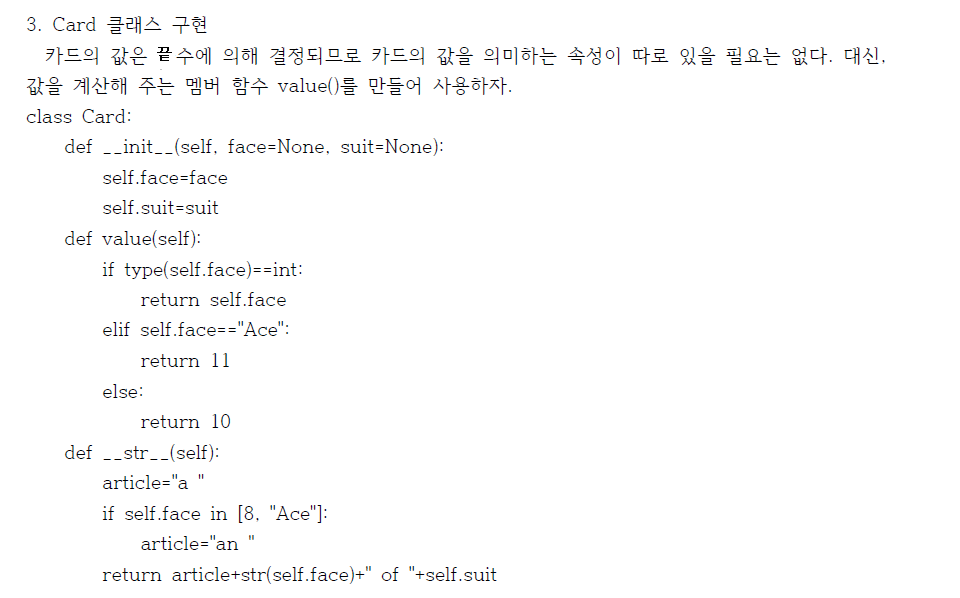 3. Card 클래스 구현
카드의 값은 끝수에 의해 결정되므로 카드의 값을 의미하는 속성이 따로 있을 필요는 없다. 대신,
값을 계산해 주는 멤버 함수 value()를 만들어 사용하자.
class Card:
    def __init__(self, face=None, suit=None):
        self.face=face
        self.suit=suit
    def value(self):
        if type(self.face)==int:
            return self.face
        elif self.face=="Ace":
            return 11
        else:
            return 10
    def __str__(self):
        article="a "
        if self.face in [8, "Ace"]:
            article="an "
        return article+str(self.face)+" of "+self.suit